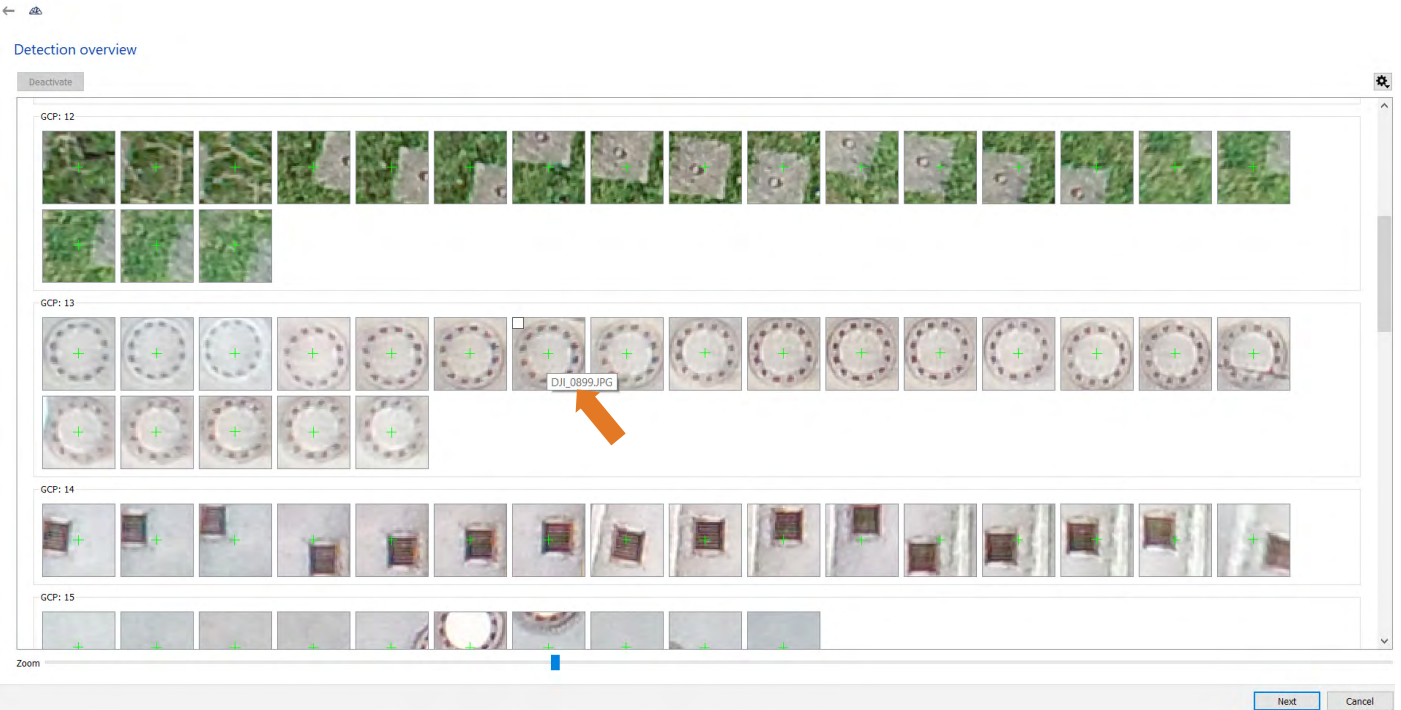 Detection overview
Deactivate
GCP: 12
GCP: 13
DJI_0899.JPG
GCP: 14
GCP: 15
Zoom
Next Cancel